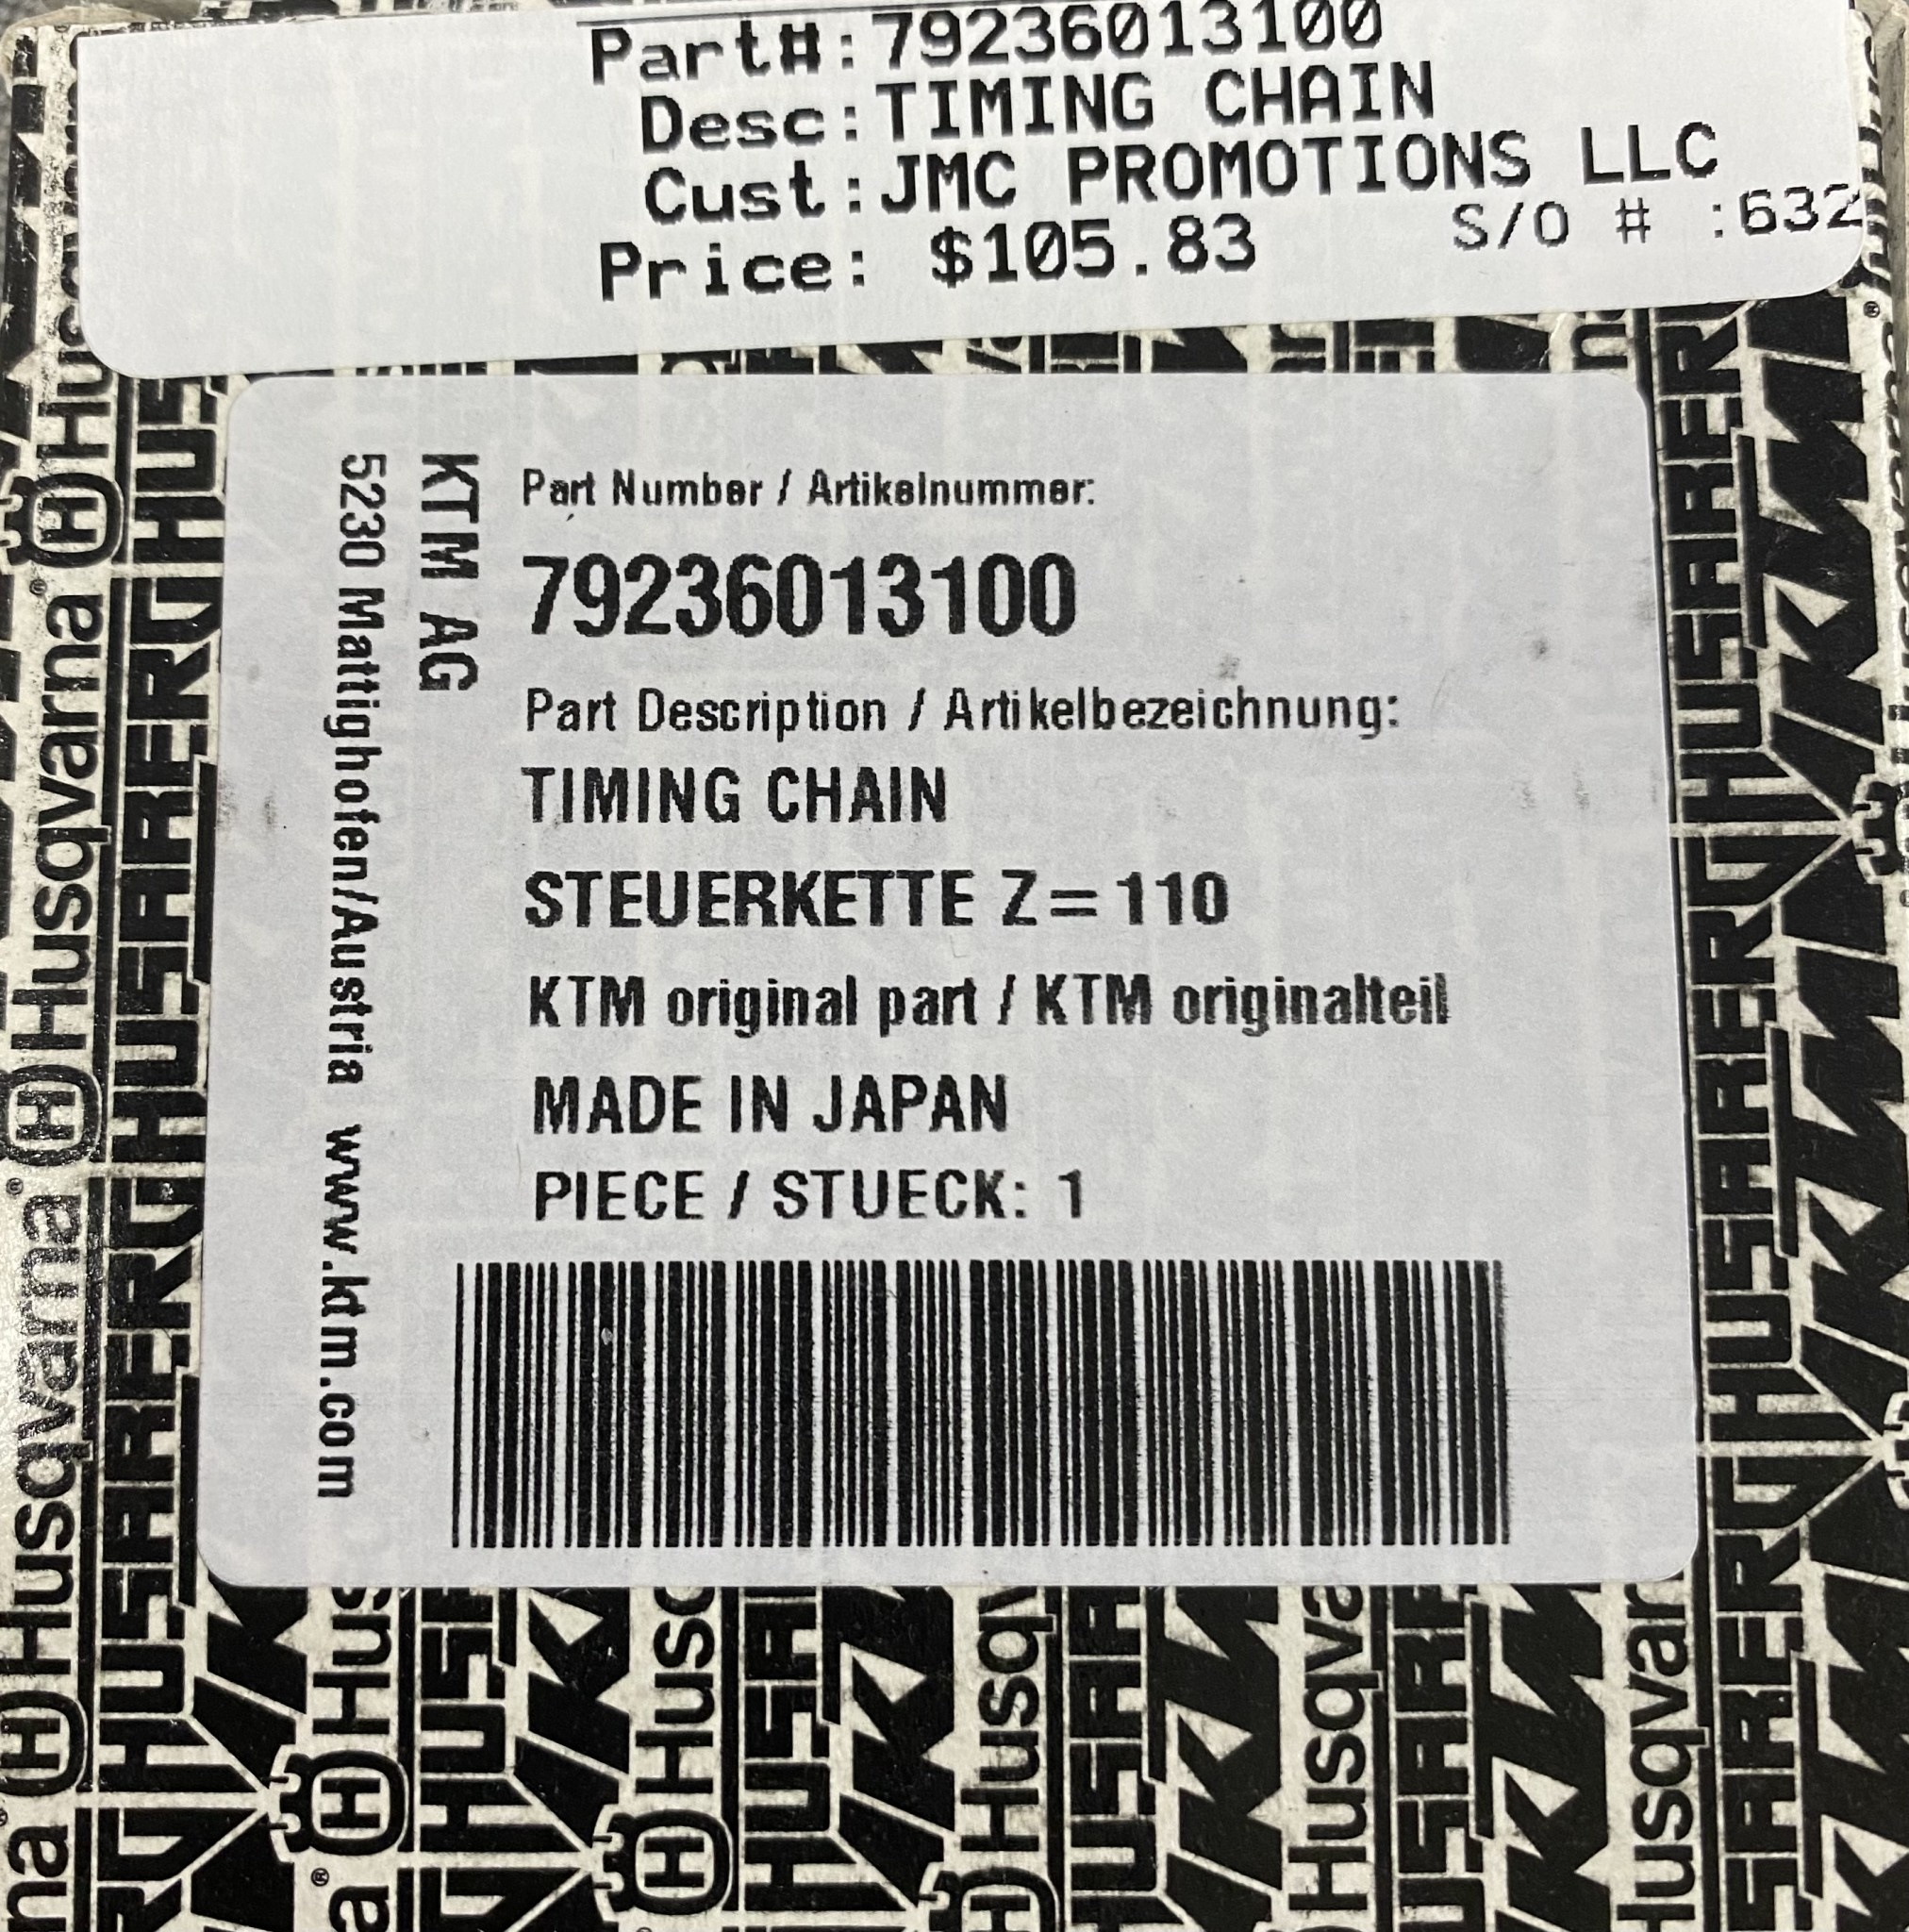 Part#:79236013100
Desc:TIMING CHAIN
Cust:JMC PROMOTIONS LLC
Price: $105.83 S/O # :632
KTM AG
5230 Mattighofen/Austria www.ktm.com
Part Number / Artikelnummer:
79236013100
Part Description / Artikelbezeichnung:
TIMING CHAIN
STEUERKETTE Z=110
KTM original part / KTM originalteil
MADE IN JAPAN
PIECE / STUECK: 1
Husqvarna
HUSABERG
KTM